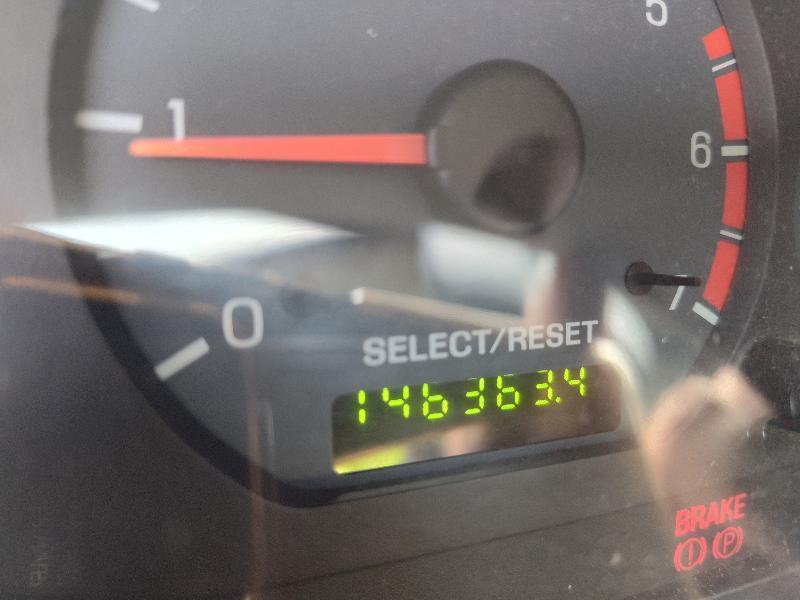 5
1
6
7
0
SELECT/RESET
146363.4
BRAKE
(!) (P)